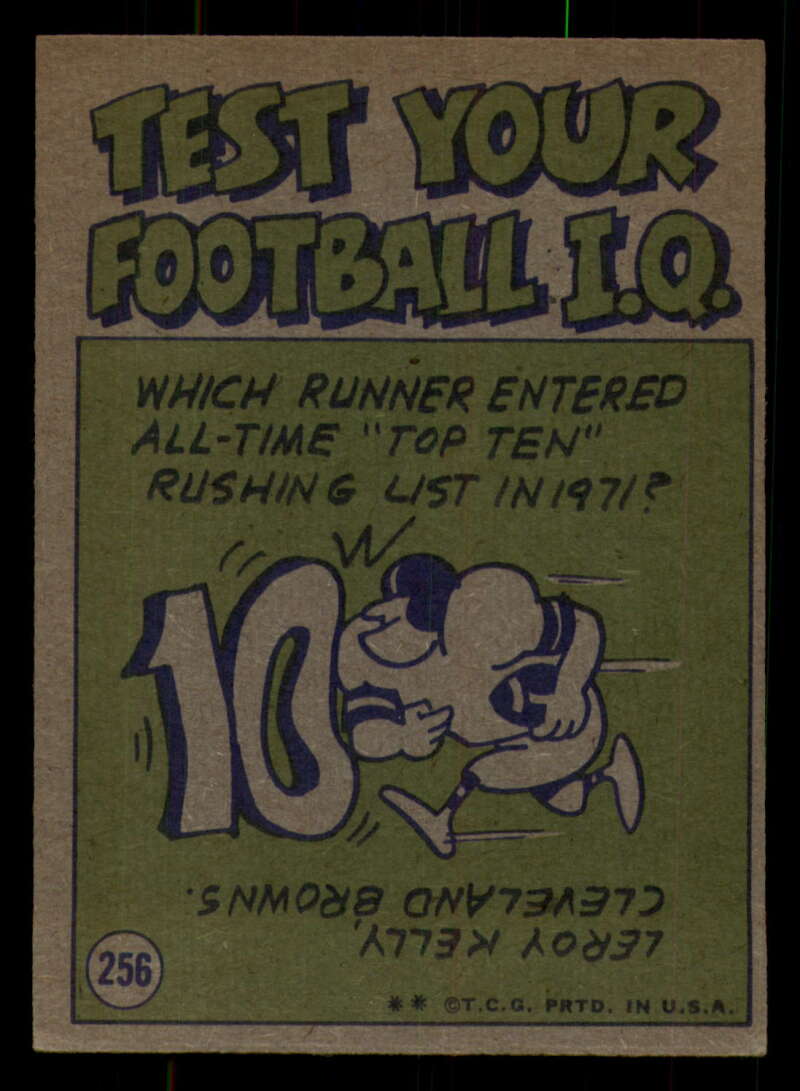 TEST YOUR
FOOTBALL I.Q.
WHICH RUNNER ENTERED
ALL-TIME "TOP TEN"
RUSHING LIST IN 1971?
10
LEROY KELLY,
CLEVELAND BROWNS.
256
** ©T.C.G. PRTD. IN U.S.A.